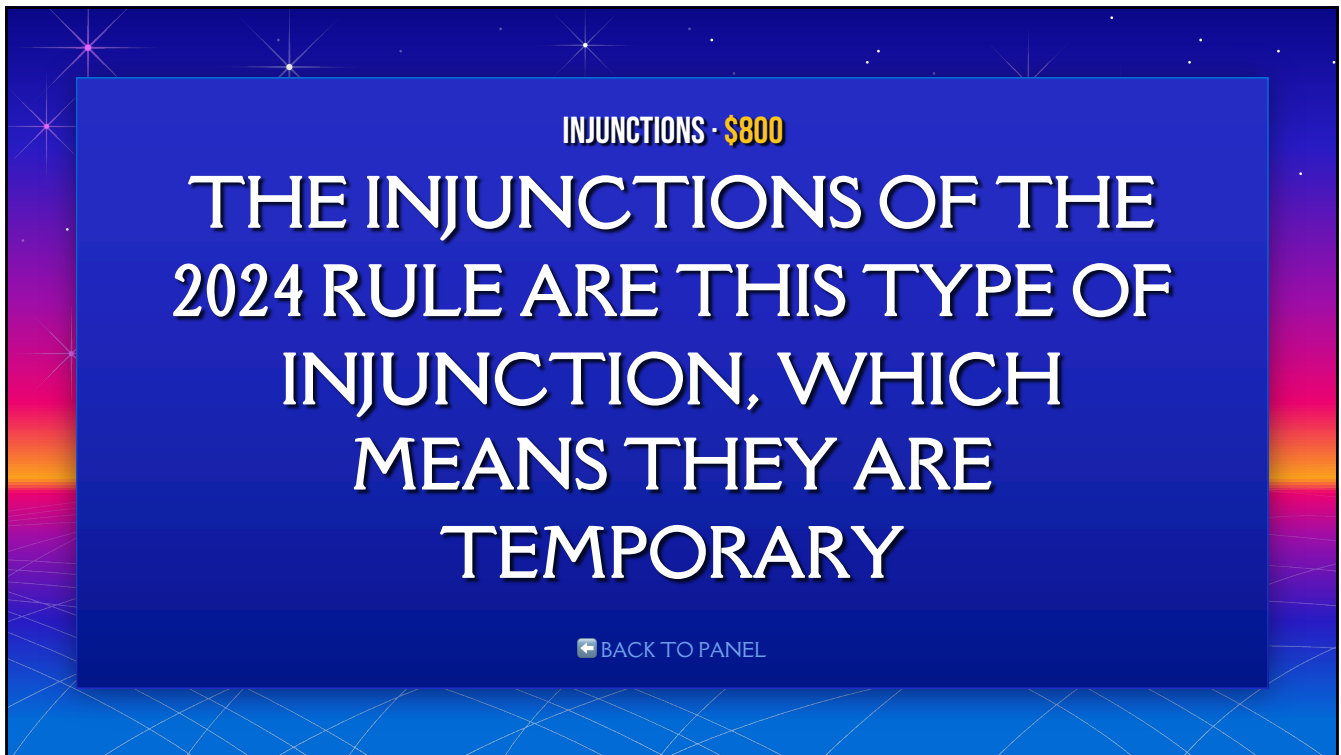 INJUNCTIONS · $800
THE INJUNCTIONS OF THE
2024 RULE ARE THIS TYPE OF
INJUNCTION, WHICH
MEANS THEY ARE
TEMPORARY
BACK TO PANEL